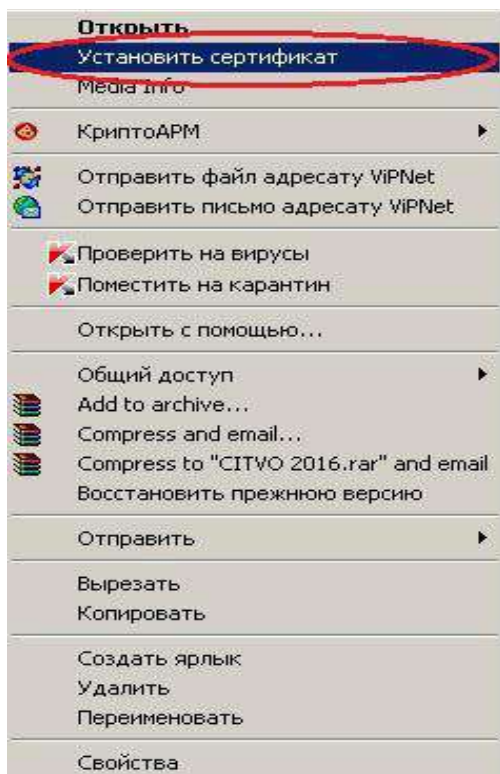 Открыть
Установить сертификат
Media Info
КриптоАРМ
Отправить файл адресату ViPNet
Отправить письмо адресату ViPNet
Проверить на вирусы
Поместить на карантин
Открыть с помощью...
Общий доступ
Add to archive...
Compress and email...
Compress to "CITVO 2016.rar" and email
Восстановить прежнюю версию
Отправить
Вырезать
Копировать
Создать ярлык
Удалить
Переименовать
Свойства